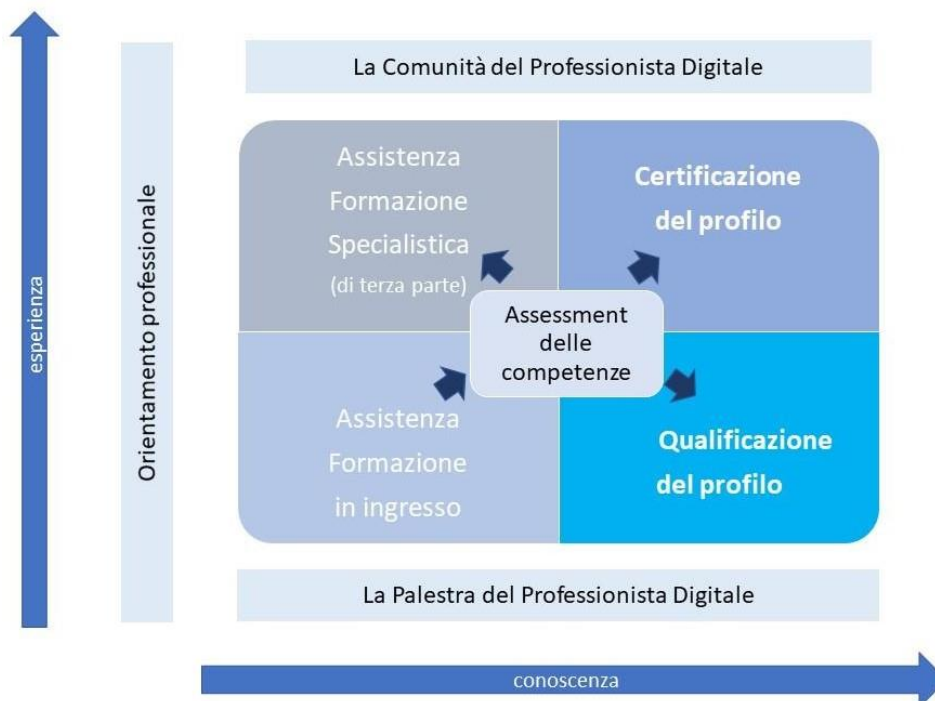 La Comunità del Professionista Digitale
esperienza
Orientamento professionale
Assistenza
Formazione
Specialistica
(di terza parte)
Certificazione
del profilo
Assessment
delle
competenze
Assistenza
Formazione
in ingresso
Qualificazione
del profilo
La Palestra del Professionista Digitale
conoscenza